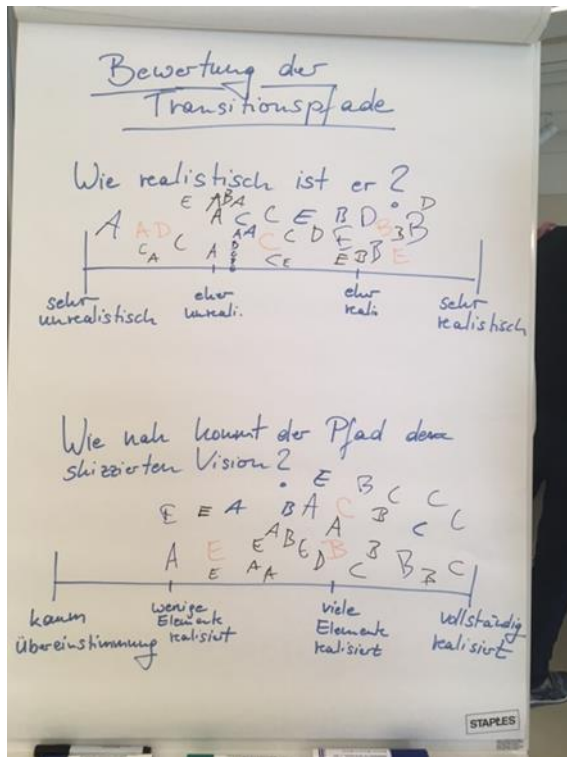 Bewertung der
Transitionspfade
Wie realistisch ist er?
E A B A D
A A D C A C C E B D B B
C C A A C C D E B
A A C E E B B E
sehr unrealistisch
eher unreali.
eher reali
sehr realistisch
Wie nah kommt der Pfad der
skizzierten Vision?
E B C C
E E A B A C B C C
A E E A B E D A B B B B C
E A A C
kaum Übereinstimmung
wenige Elemente realisiert
viele Elemente realisiert
vollständig realisiert
STAPLES